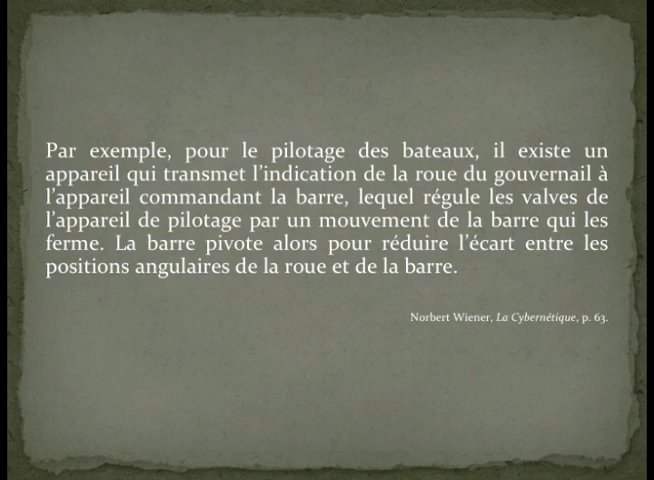 Par exemple, pour le pilotage des bateaux, il existe un
appareil qui transmet l’indication de la roue du gouvernail à
l’appareil commandant la barre, lequel régule les valves de
l’appareil de pilotage par un mouvement de la barre qui les
ferme. La barre pivote alors pour réduire l’écart entre les
positions angulaires de la roue et de la barre.
Norbert Wiener, La Cybernétique, p. 63.